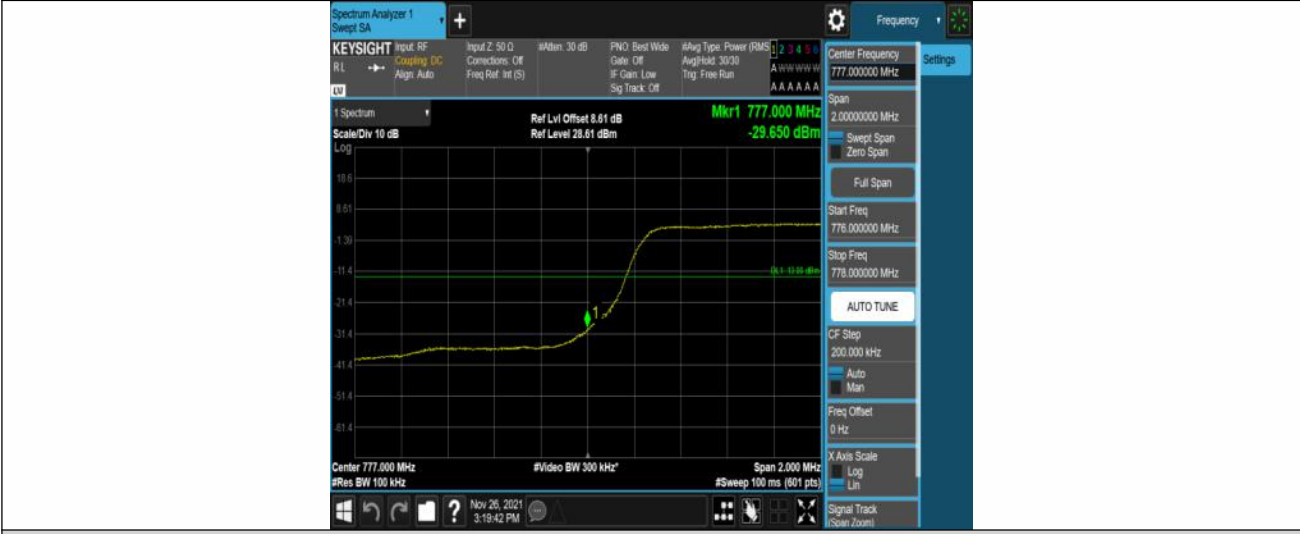 Spectrum Analyzer 1
Swept SA
Frequency
KEYSIGHT
RL
Input: RF
Coupling: DC
Align: Auto
Input Z: 50 Ω
Corrections: Off
Freq Ref: Int (S)
#Atten: 30 dB
PNO: Best Wide
Gate: Off
IF Gain: Low
Sig Track: Off
#Avg Type: Power (RMS
Avg|Hold: 30/30
Trig: Free Run
1 2 3 4 5 6
A W W W W W
A A A A A A
1 Spectrum
Scale/Div 10 dB
Log
Ref Lvl Offset 8.61 dB
Ref Level 28.61 dBm
Mkr1 777.000 MHz
-29.650 dBm
18.6
8.61
-1.39
-11.4
-21.4
-31.4
-41.4
-51.4
-61.4
DL1 -13.00 dBm
1
Center 777.000 MHz
#Res BW 100 kHz
#Video BW 300 kHz*
Span 2.000 MHz
#Sweep 100 ms (601 pts)
Nov 26, 2021
3:19:42 PM
Center Frequency
777.000000 MHz
Settings
Span
2.00000000 MHz
Swept Span
Zero Span
Full Span
Start Freq
776.000000 MHz
Stop Freq
778.000000 MHz
AUTO TUNE
CF Step
200.000 kHz
Auto
Man
Freq Offset
0 Hz
X Axis Scale
Log
Lin
Signal Track
(Span Zoom)